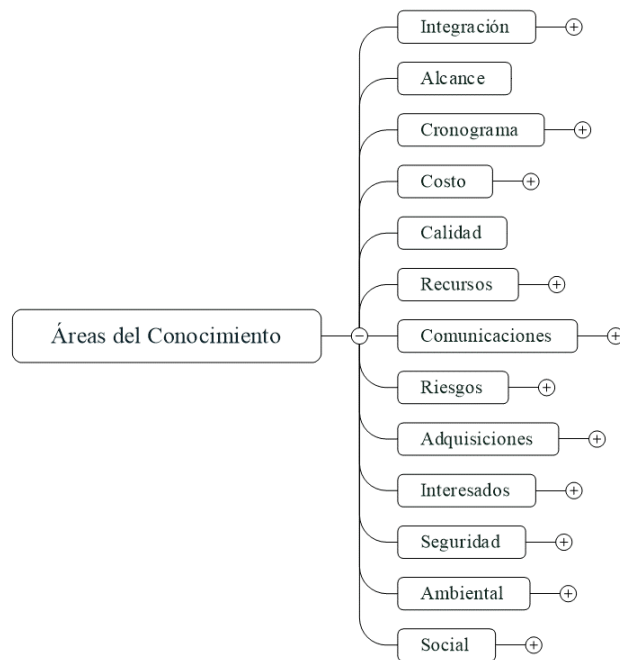 Integración
Alcance
Cronograma
Costo
Calidad
Recursos
Áreas del Conocimiento
Comunicaciones
Riesgos
Adquisiciones
Interesados
Seguridad
Ambiental
Social